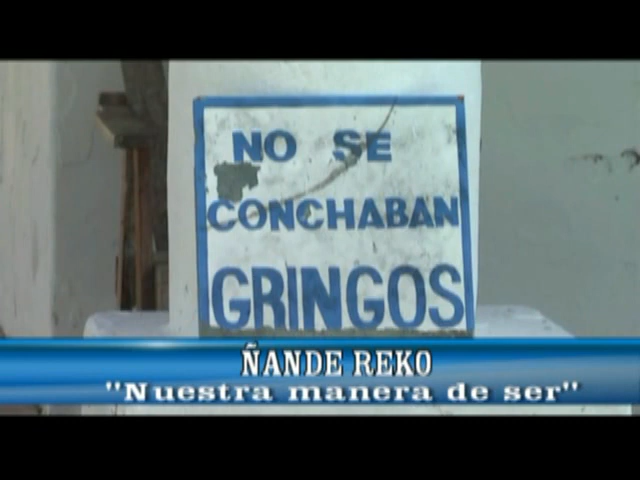 NO SE
CONCHABAN
GRINGOS
ÑANDE REKO
"Nuestra manera de ser"